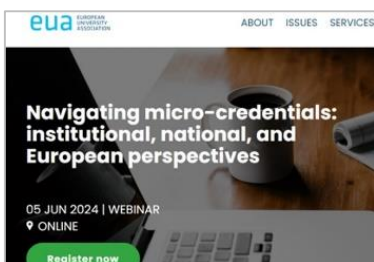 eua EUROPEAN
UNIVERSITY
ASSOCIATION
ABOUT ISSUES SERVICES
Navigating micro-credentials:
institutional, national, and
European perspectives
05 JUN 2024 | WEBINAR
ONLINE
Register now